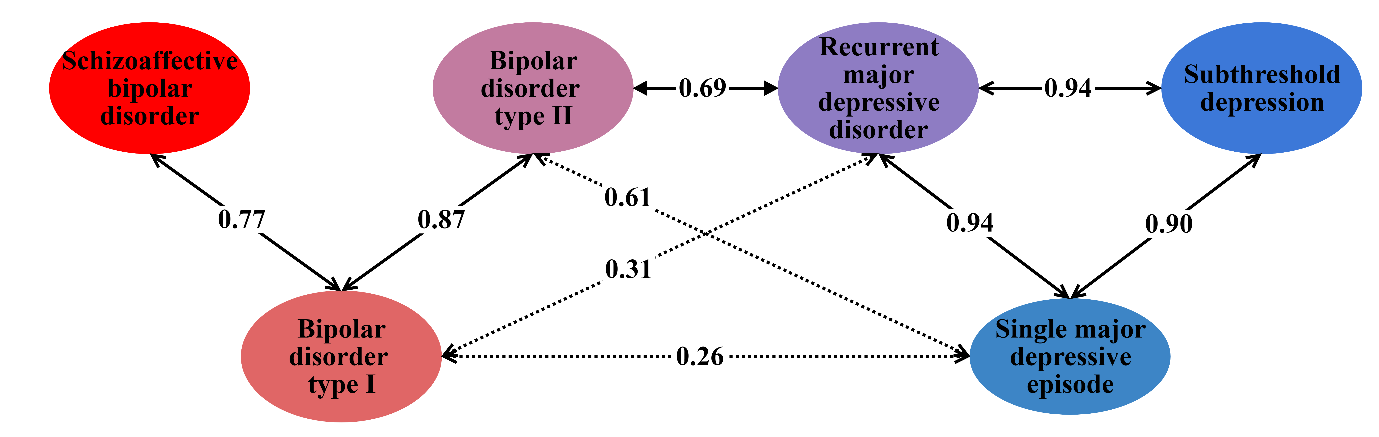 Schizoaffective
bipolar
disorder
Bipolar
disorder
type II
0.69
Recurrent
major
depressive
disorder
0.94
Subthreshold
depression
0.77
0.87
0.61
0.31
0.94
0.90
Bipolar
disorder
type I
0.26
Single major
depressive
episode